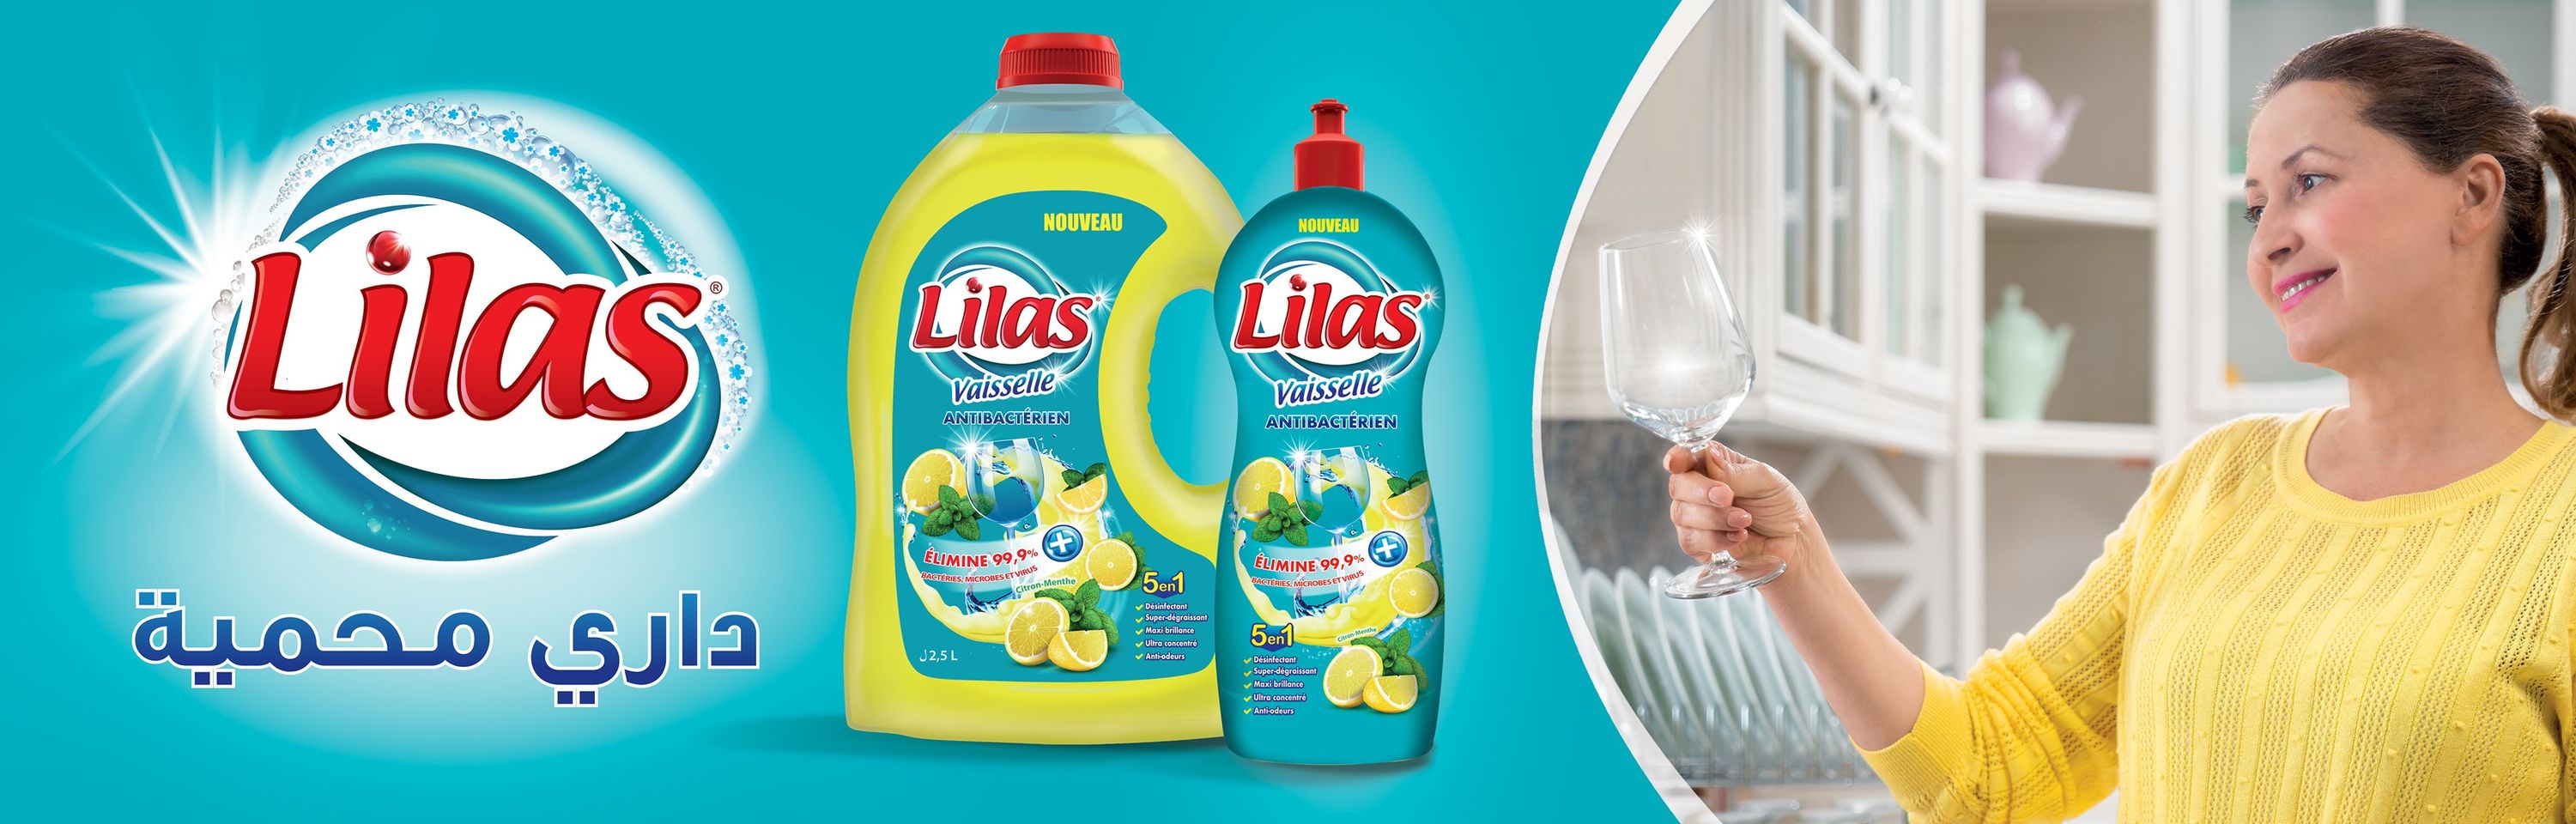 Lilas®
داري محمية
NOUVEAU
Lilas®
Vaisselle
ANTIBACTÉRIEN
ÉLIMINE 99,9%
BACTÉRIES, MICROBES ET VIRUS
Citron-Menthe
5en1
Désinfectant
Super-dégraissant
Maxi brillance
Ultra concentré
Anti-odeurs
2,5 L ل
NOUVEAU
Lilas®
Vaisselle
ANTIBACTÉRIEN
ÉLIMINE 99,9%
BACTÉRIES, MICROBES ET VIRUS
Citron-Menthe
5en1
Désinfectant
Super-dégraissant
Maxi brillance
Ultra concentré
Anti-odeurs